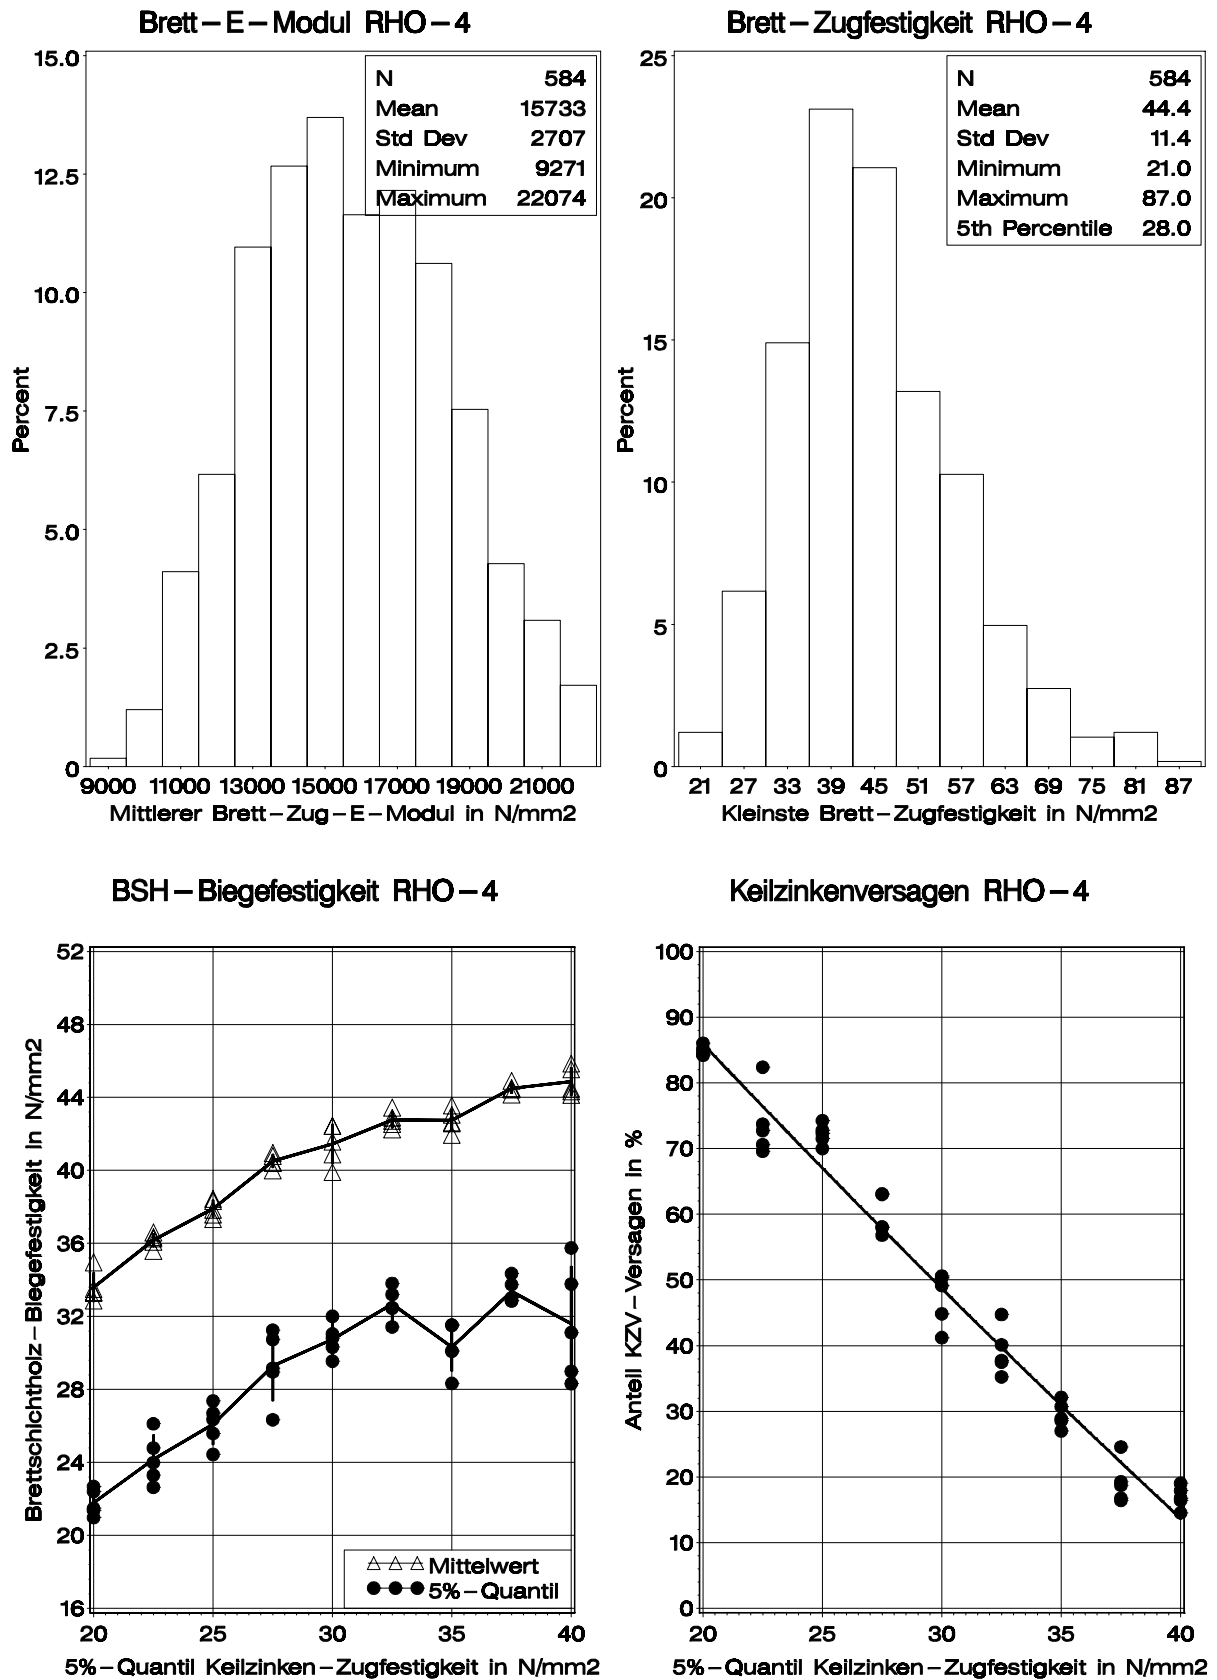 Brett–E–Modul RHO–4
15.0
12.5
10.0
7.5
5.0
2.5
0
Percent
N 584
Mean 15733
Std Dev 2707
Minimum 9271
Maximum 22074
9000 11000 13000 15000 17000 19000 21000
Mittlerer Brett–Zug–E–Modul in N/mm2
Brett–Zugfestigkeit RHO–4
25
20
15
10
5
0
Percent
N 584
Mean 44.4
Std Dev 11.4
Minimum 21.0
Maximum 87.0
5th Percentile 28.0
21 27 33 39 45 51 57 63 69 75 81 87
Kleinste Brett–Zugfestigkeit in N/mm2
BSH–Biegefestigkeit RHO–4
52
48
44
40
36
32
28
24
20
16
Brettschichtholz–Biegefestigkeit in N/mm2
Mittelwert
5%–Quantil
20 25 30 35 40
5%–Quantil Keilzinken–Zugfestigkeit in N/mm2
Keilzinkenversagen RHO–4
100
90
80
70
60
50
40
30
20
10
0
Anteil KZV–Versagen in %
20 25 30 35 40
5%–Quantil Keilzinken–Zugfestigkeit in N/mm2